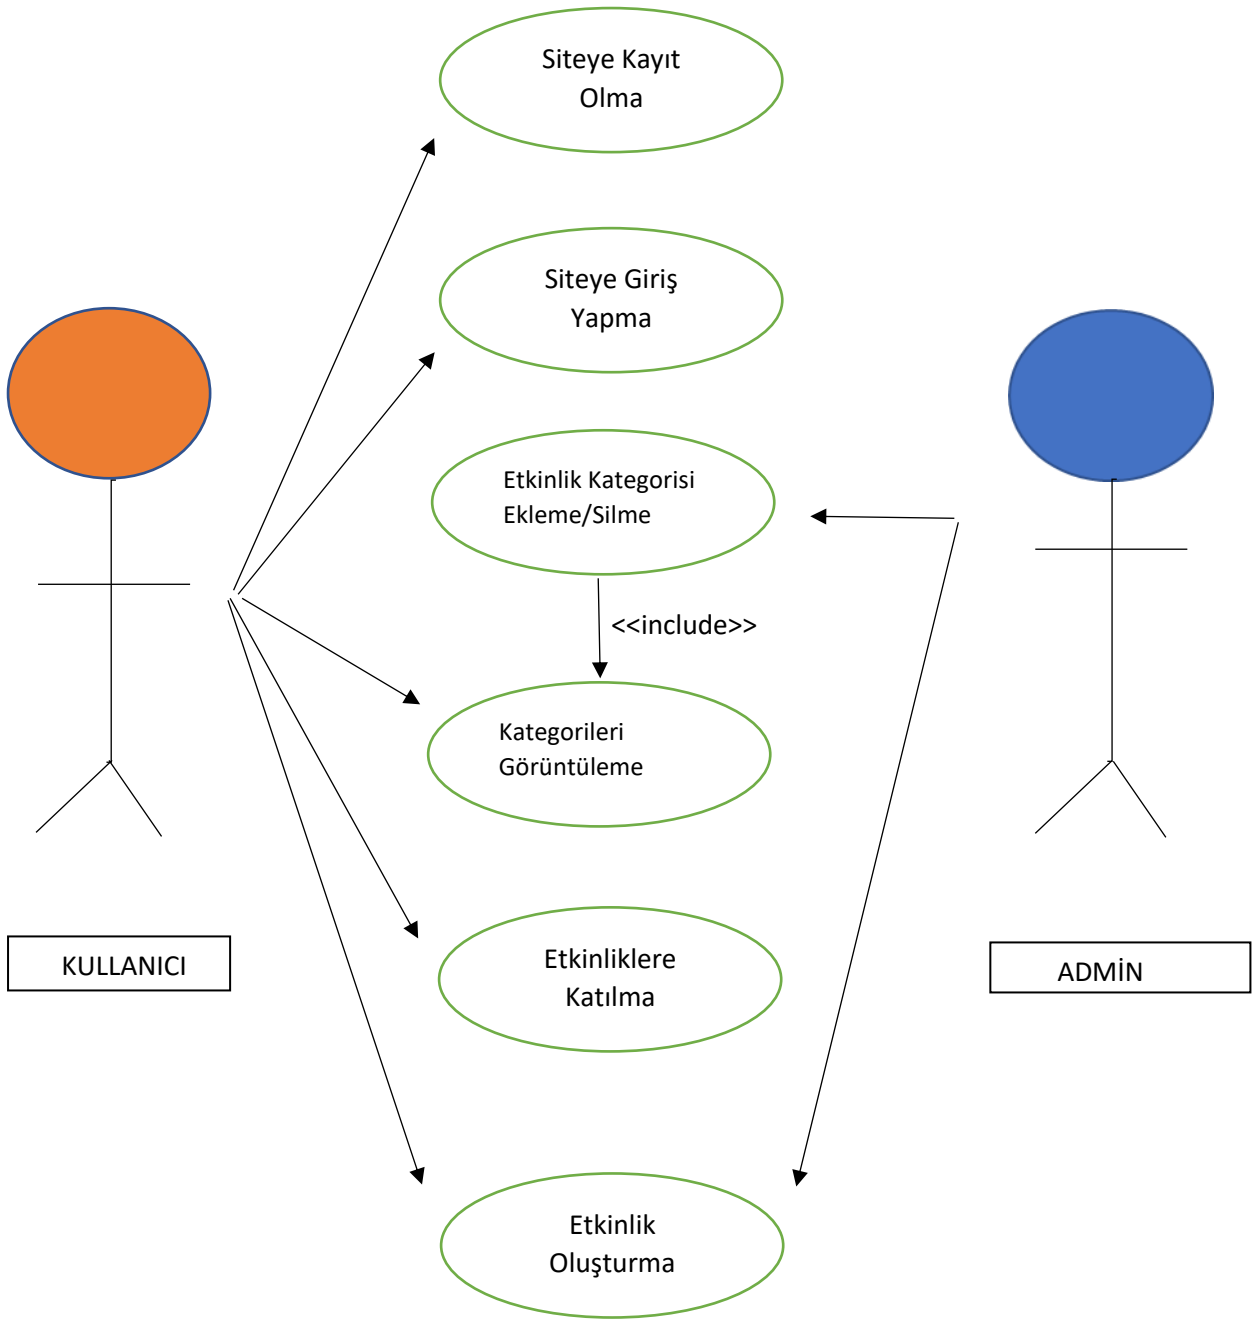 Siteye Kayıt
Olma
Siteye Giriş
Yapma
Etkinlik Kategorisi
Ekleme/Silme
<<include>>
Kategorileri
Görüntüleme
Etkinliklere
Katılma
KULLANICI
ADMİN
Etkinlik
Oluşturma